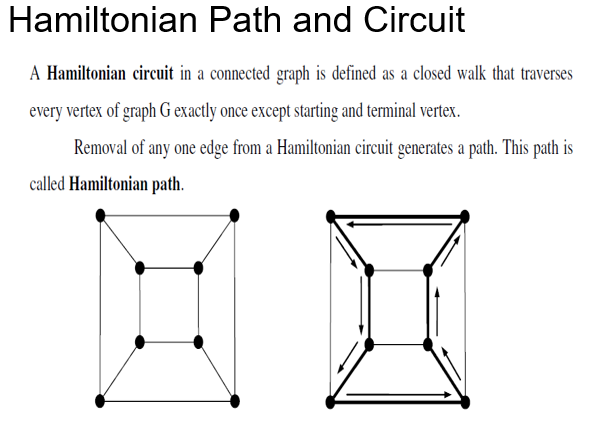 Hamiltonian Path and Circuit
A Hamiltonian circuit in a connected graph is defined as a closed walk that traverses
every vertex of graph G exactly once except starting and terminal vertex.
Removal of any one edge from a Hamiltonian circuit generates a path. This path is
called Hamiltonian path.